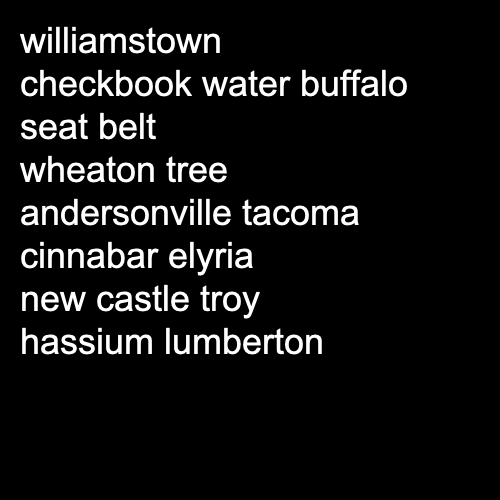 williamstown
checkbook water buffalo
seat belt
wheaton tree
andersonville tacoma
cinnabar elyria
new castle troy
hassium lumberton